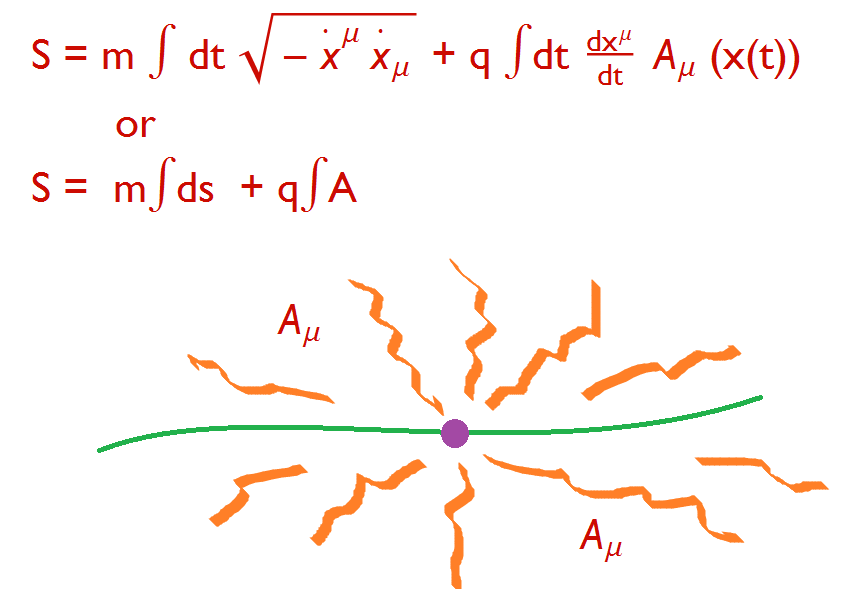 S = m ∫ dt √(− ẋ^μ ẋ_μ) + q ∫dt dx^μ/dt A_μ (x(t))
or
S = m∫ds + q∫A
A_μ
A_μ